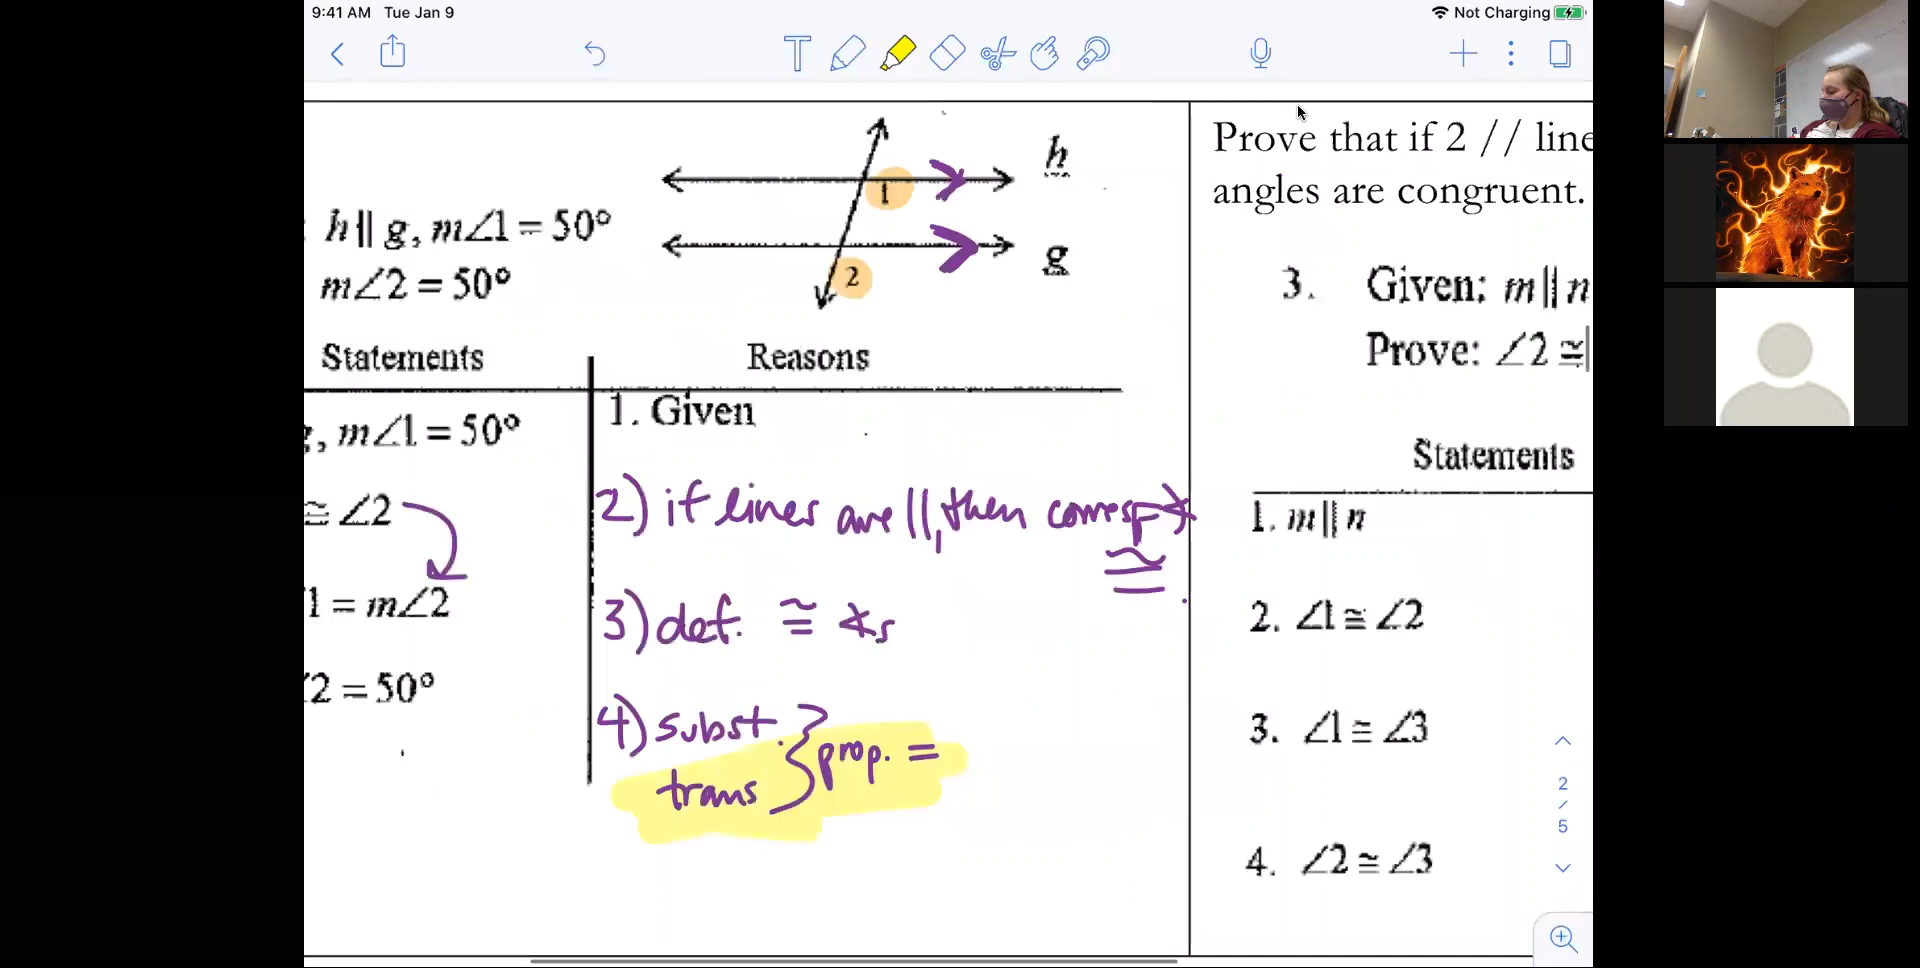 9:41 AM Tue Jan 9
Not Charging
h
1
h || g, m∠1 = 50°
g
m∠2 = 50°
2
Statements
Reasons
, m∠1 = 50°
1. Given
≅ ∠2
2) if lines are ||, then corresp ∡
≅
1 = m∠2
3) def. ≅ ∡s
2 = 50°
4) subst.
trans } prop. =
Prove that if 2 // line
angles are congruent.
3. Given: m || n
Prove: ∠2 ≅
Statements
1. m || n
2. ∠1 ≅ ∠2
3. ∠1 ≅ ∠3
4. ∠2 ≅ ∠3
2
/
5